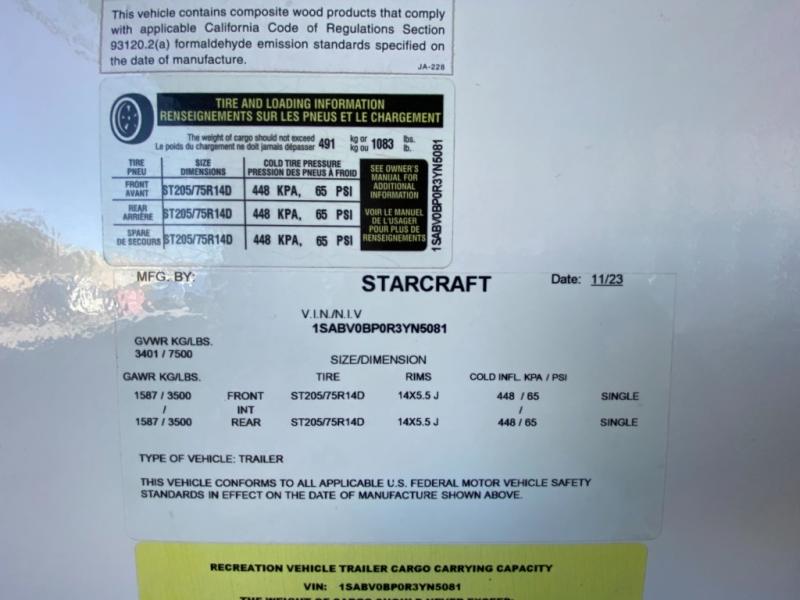 This vehicle contains composite wood products that comply
with applicable California Code of Regulations Section
93120.2(a) formaldehyde emission standards specified on
the date of manufacture.
JA-228
TIRE AND LOADING INFORMATION
RENSEIGNEMENTS SUR LES PNEUS ET LE CHARGEMENT
The weight of cargo should not exceed 491 kg or 1083 lbs.
Le poids du chargement ne doit jamais dépasser kg ou lb.
TIRE SIZE COLD TIRE PRESSURE
PNEU DIMENSIONS PRESSION DES PNEUS À FROID
FRONT
AVANT ST205/75R14D 448 KPA, 65 PSI
REAR
ARRIÈRE ST205/75R14D 448 KPA, 65 PSI
SPARE
DE SECOURS ST205/75R14D 448 KPA, 65 PSI
SEE OWNER'S
MANUAL FOR
ADDITIONAL
INFORMATION
VOIR LE MANUEL
DE L'USAGER
POUR PLUS DE
RENSEIGNEMENTS
1SABV0BP0R3YN5081
MFG. BY: STARCRAFT Date: 11/23
V.I.N./N.I.V
1SABV0BP0R3YN5081
GVWR KG/LBS.
3401 / 7500
SIZE/DIMENSION
GAWR KG/LBS. TIRE RIMS COLD INFL. KPA / PSI
1587 / 3500 FRONT ST205/75R14D 14X5.5 J 448 / 65 SINGLE
/ INT /
1587 / 3500 REAR ST205/75R14D 14X5.5 J 448 / 65 SINGLE
TYPE OF VEHICLE: TRAILER
THIS VEHICLE CONFORMS TO ALL APPLICABLE U.S. FEDERAL MOTOR VEHICLE SAFETY
STANDARDS IN EFFECT ON THE DATE OF MANUFACTURE SHOWN ABOVE.
RECREATION VEHICLE TRAILER CARGO CARRYING CAPACITY
VIN: 1SABV0BP0R3YN5081
THE WEIGHT OF CARGO SHOULD NEVER EXCEED: